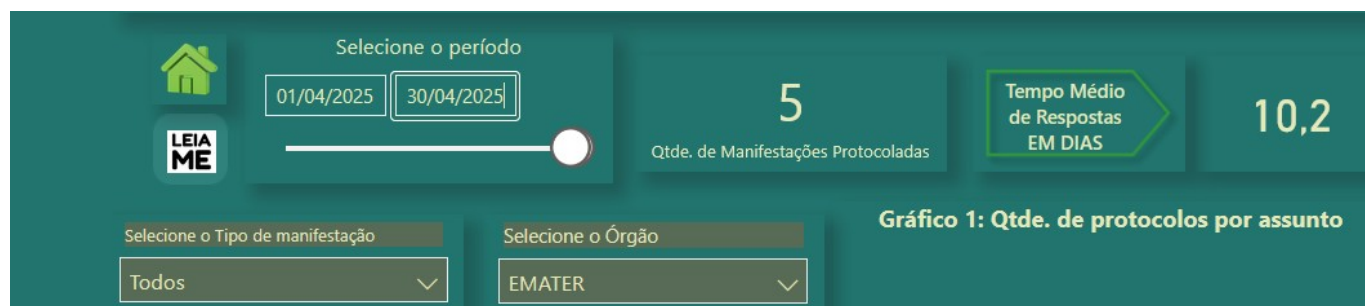 Selecione o período
01/04/2025 30/04/2025
LEIA
ME
5
Qtde. de Manifestações Protocoladas
Tempo Médio
de Respostas
EM DIAS
10,2
Selecione o Tipo de manifestação
Todos
Selecione o Órgão
EMATER
Gráfico 1: Qtde. de protocolos por assunto